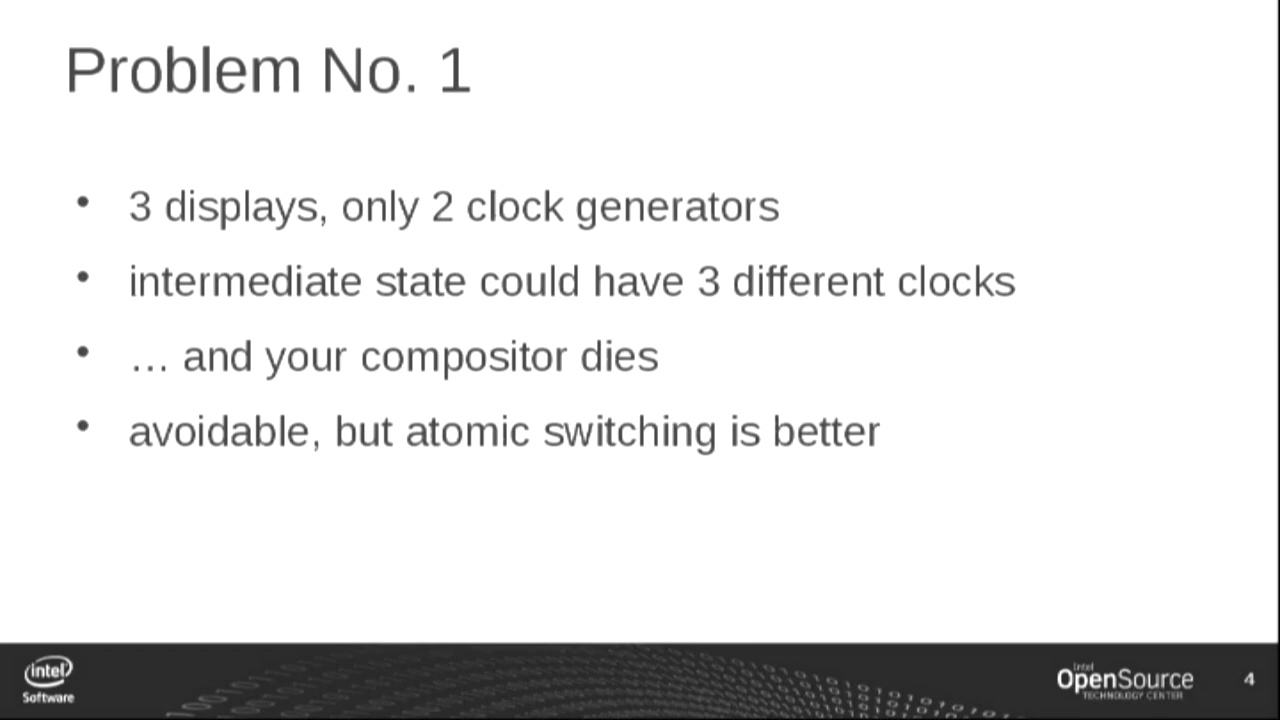 Problem No. 1
• 3 displays, only 2 clock generators
• intermediate state could have 3 different clocks
• … and your compositor dies
• avoidable, but atomic switching is better
intel
Software
intel
OpenSource
TECHNOLOGY CENTER
4